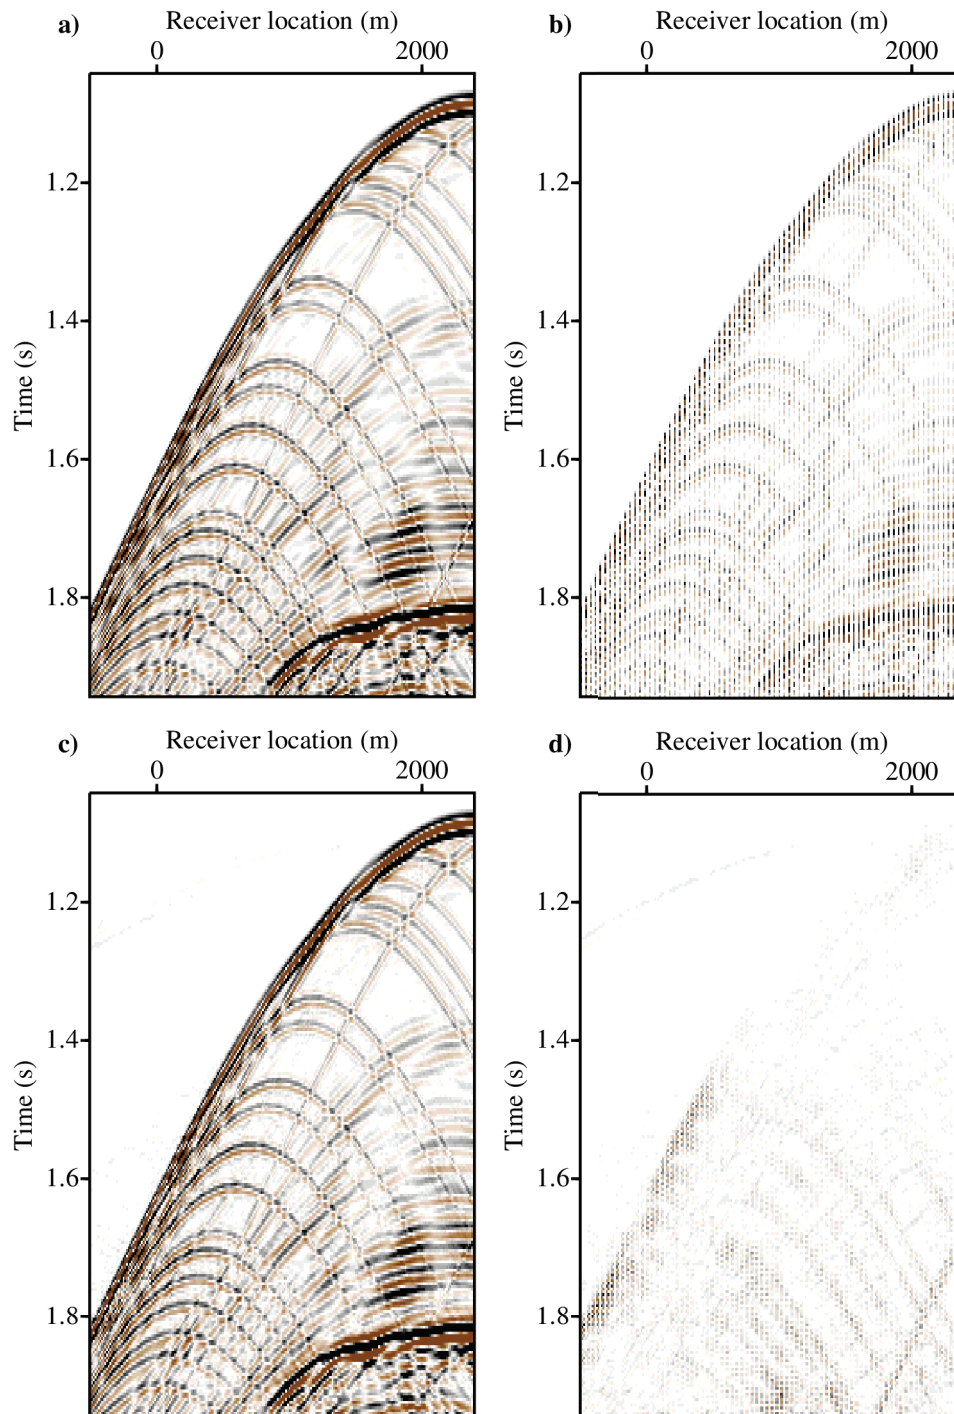 a) Receiver location (m)
0 2000
1.2
1.4
Time (s)
1.6
1.8
b) Receiver location (m)
0 2000
1.2
1.4
Time (s)
1.6
1.8
c) Receiver location (m)
0 2000
1.2
1.4
Time (s)
1.6
1.8
d) Receiver location (m)
0 2000
1.2
1.4
Time (s)
1.6
1.8